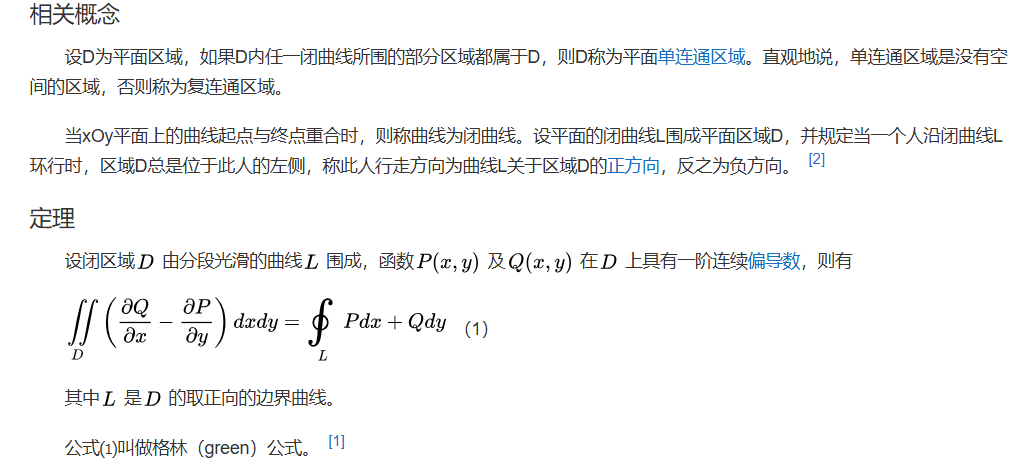 相关概念
设D为平面区域，如果D内任一闭曲线所围的部分区域都属于D，则D称为平面单连通区域。直观地说，单连通区域是没有空
间的区域，否则称为复连通区域。
当xOy平面上的曲线起点与终点重合时，则称曲线为闭曲线。设平面的闭曲线L围成平面区域D，并规定当一个人沿闭曲线L
环行时，区域D总是位于此人的左侧，称此人行走方向为曲线L关于区域D的正方向，反之为负方向。 [2]
定理
设闭区域 D 由分段光滑的曲线 L 围成，函数 P(x, y) 及 Q(x, y) 在 D 上具有一阶连续偏导数，则有
∬_D (∂Q/∂x − ∂P/∂y) dxdy = ∮_L Pdx + Qdy （1）
其中 L 是 D 的取正向的边界曲线。
公式⑴叫做格林（green）公式。 [1]